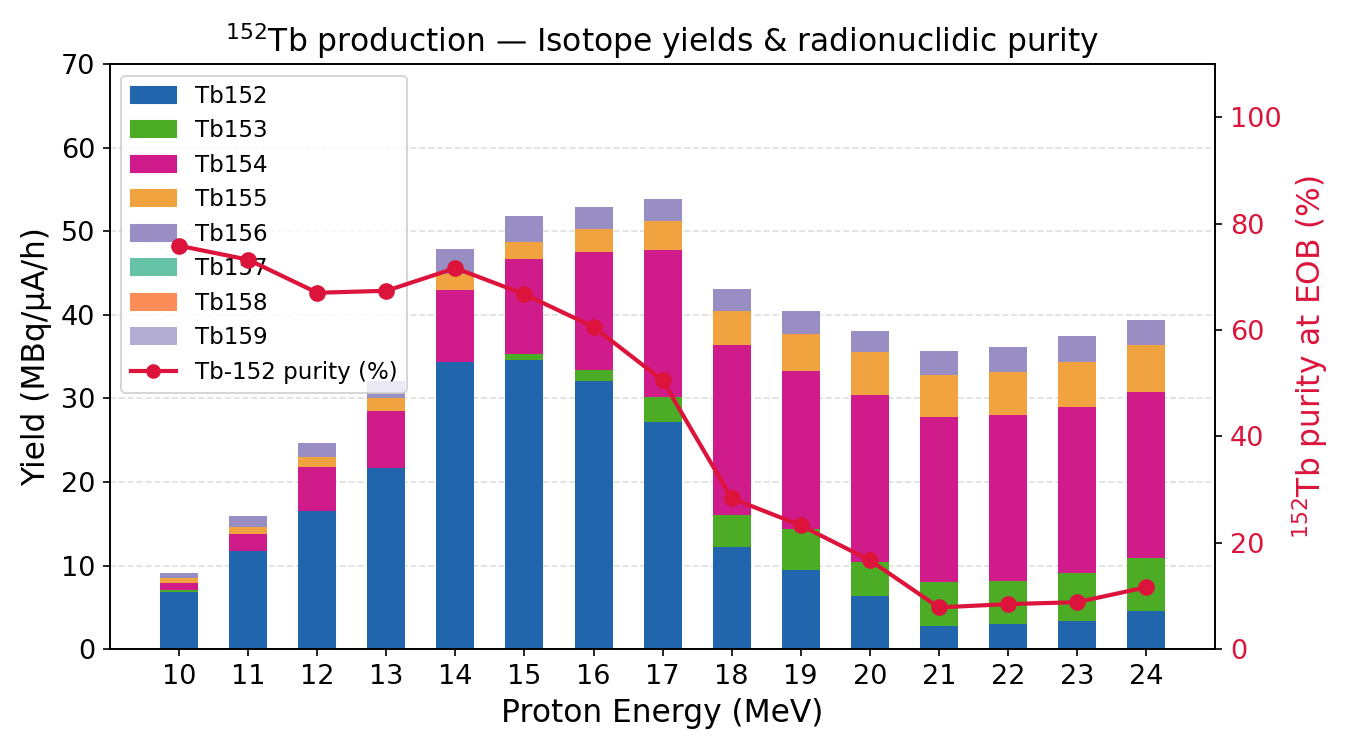 ¹⁵²Tb production — Isotope yields & radionuclidic purity
Yield (MBq/µA/h)
70
60
50
40
30
20
10
0
Tb152
Tb153
Tb154
Tb155
Tb156
Tb157
Tb158
Tb159
Tb-152 purity (%)
100
80
60
40
20
0
¹⁵²Tb purity at EOB (%)
10 11 12 13 14 15 16 17 18 19 20 21 22 23 24
Proton Energy (MeV)